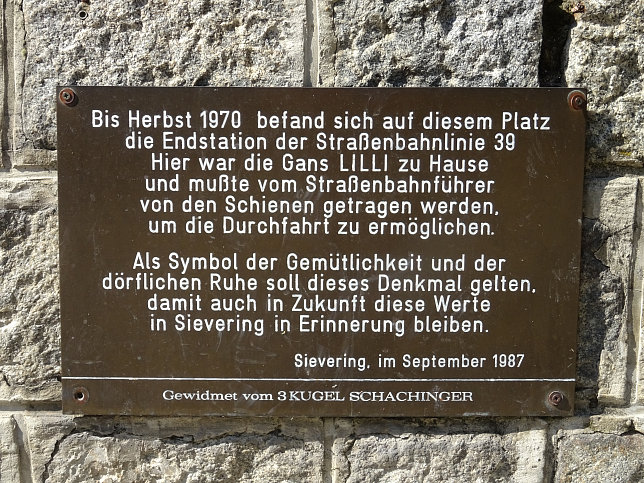 Bis Herbst 1970 befand sich auf diesem Platz
die Endstation der Straßenbahnlinie 39
Hier war die Gans LILLI zu Hause
und mußte vom Straßenbahnführer
von den Schienen getragen werden,
um die Durchfahrt zu ermöglichen.
Als Symbol der Gemütlichkeit und der
dörflichen Ruhe soll dieses Denkmal gelten,
damit auch in Zukunft diese Werte
in Sievering in Erinnerung bleiben.
Sievering, im September 1987
Gewidmet vom 3 KUGEL SCHACHINGER